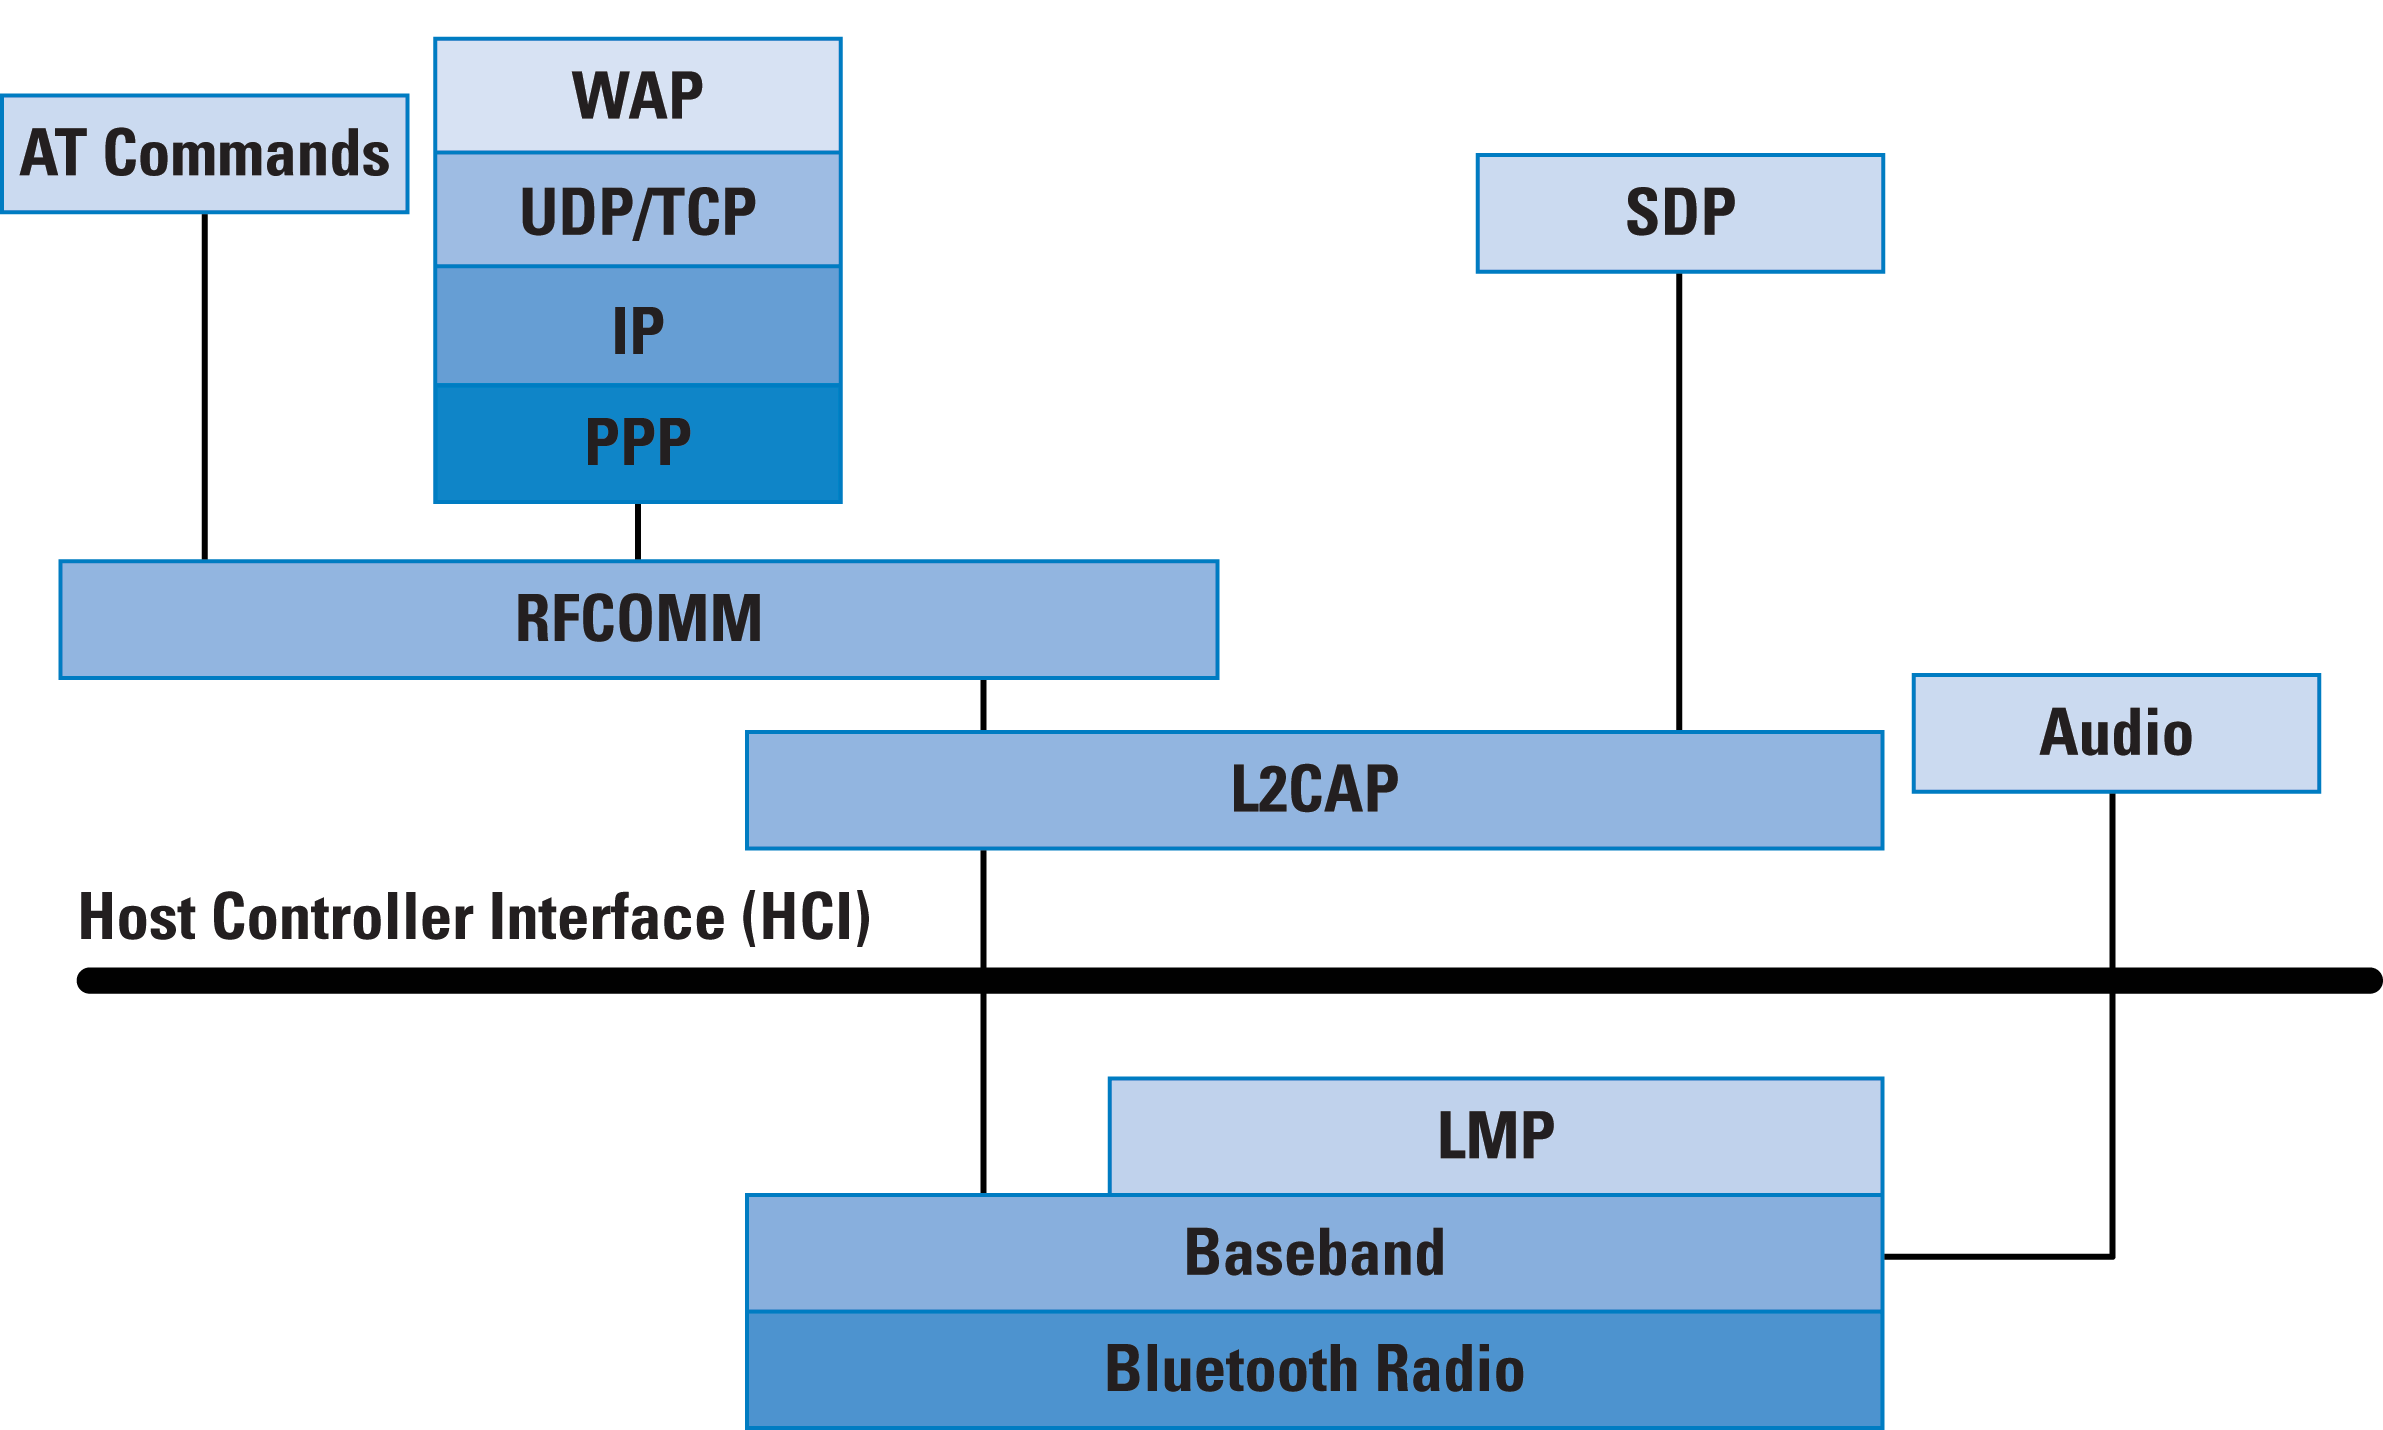 WAP
AT Commands
UDP/TCP
SDP
IP
PPP
RFCOMM
Audio
L2CAP
Host Controller Interface (HCI)
LMP
Baseband
Bluetooth Radio